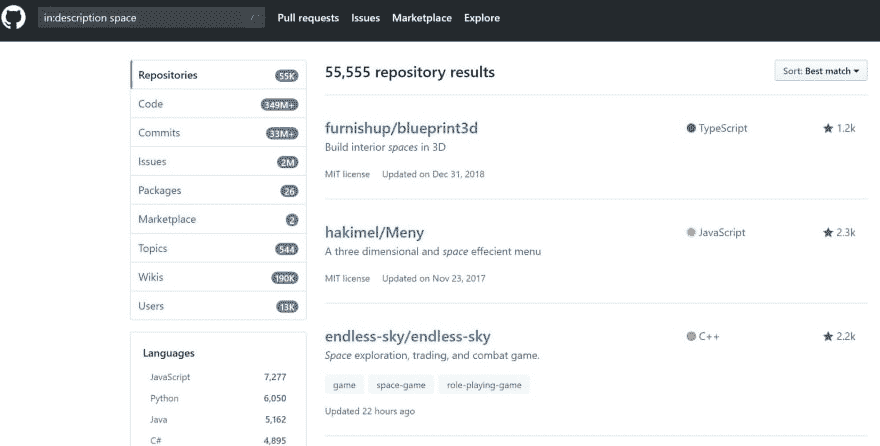 in:description space /
Pull requests Issues Marketplace Explore
Repositories 55K
Code 349M+
Commits 33M+
Issues 2M
Packages 26
Marketplace 2
Topics 544
Wikis 190K
Users 13K
Languages
JavaScript 7,277
Python 6,050
Java 5,162
C# 4,895
55,555 repository results
Sort: Best match
furnishup/blueprint3d
TypeScript
1.2k
Build interior spaces in 3D
MIT license Updated on Dec 31, 2018
hakimel/Meny
JavaScript
2.3k
A three dimensional and space effecient menu
MIT license Updated on Nov 23, 2017
endless-sky/endless-sky
C++
2.2k
Space exploration, trading, and combat game.
game space-game role-playing-game
Updated 22 hours ago